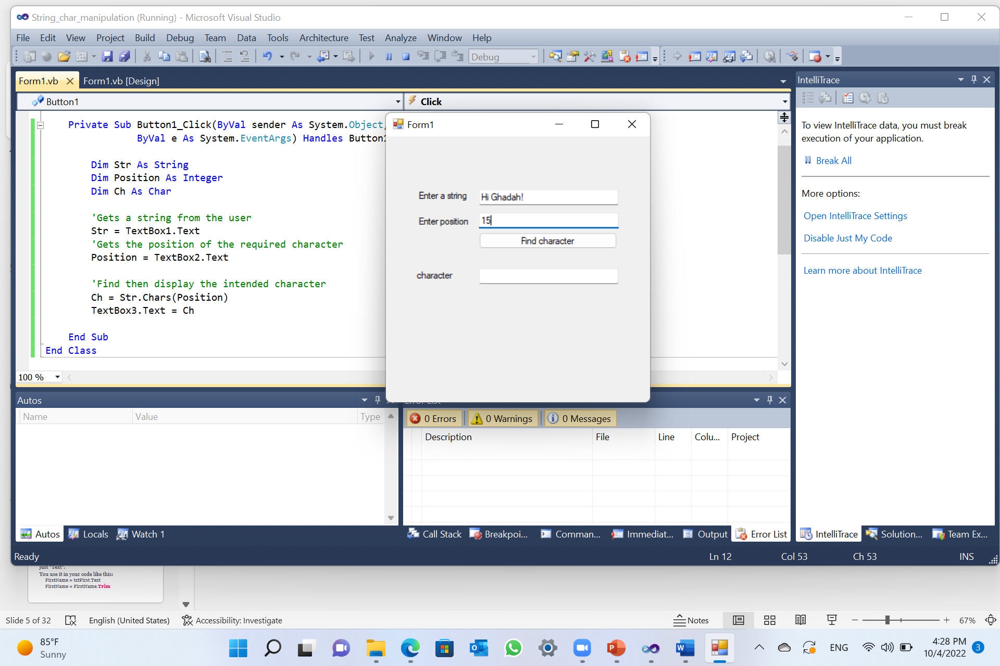 String_char_manipulation (Running) - Microsoft Visual Studio
File Edit View Project Build Debug Team Data Tools Architecture Test Analyze Window Help
Debug
Form1.vb Form1.vb [Design]
Button1
Click
Private Sub Button1_Click(ByVal sender As System.Object,
ByVal e As System.EventArgs) Handles Button1
Dim Str As String
Dim Position As Integer
Dim Ch As Char
'Gets a string from the user
Str = TextBox1.Text
'Gets the position of the required character
Position = TextBox2.Text
'Find then display the intended character
Ch = Str.Chars(Position)
TextBox3.Text = Ch
End Sub
End Class
100 %
Form1
Enter a string Hi Ghadah!
Enter position 15
Find character
character
IntelliTrace
To view IntelliTrace data, you must break
execution of your application.
Break All
More options:
Open IntelliTrace Settings
Disable Just My Code
Learn more about IntelliTrace
Autos
Name Value Type
Error List
0 Errors 0 Warnings 0 Messages
Description File Line Colu... Project
Autos Locals Watch 1
Call Stack Breakpoi... Comman... Immediat... Output Error List
IntelliTrace Solution... Team Ex...
Ready Ln 12 Col 53 Ch 53 INS
just "Text".
You use it in your code like this:
FirstName = txtFirst.Text
FirstName = FirstName.Trim
Slide 5 of 32 English (United States) Accessibility: Investigate Notes 67%
85°F
Sunny
ENG
4:28 PM
10/4/2022
3